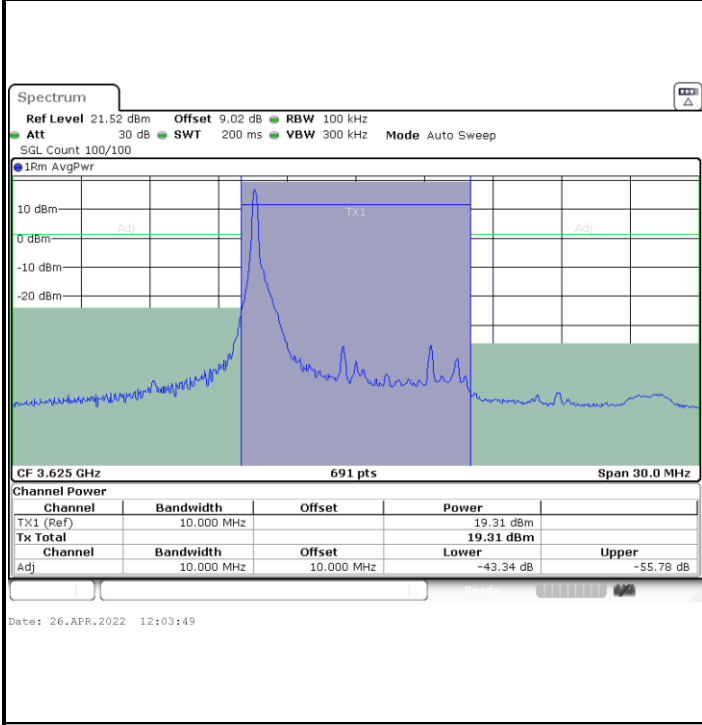 Spectrum
Ref Level 21.52 dBm Offset 9.02 dB RBW 100 kHz
Att 30 dB SWT 200 ms VBW 300 kHz Mode Auto Sweep
SGL Count 100/100
1Rm AvgPwr
10 dBm
TX1
Adj Adj
0 dBm
-10 dBm
-20 dBm
CF 3.625 GHz 691 pts Span 30.0 MHz
Channel Power
Channel Bandwidth Offset Power
TX1 (Ref) 10.000 MHz 19.31 dBm
Tx Total 19.31 dBm
Channel Bandwidth Offset Lower Upper
Adj 10.000 MHz 10.000 MHz -43.34 dB -55.78 dB
Ready
Date: 26.APR.2022 12:03:49